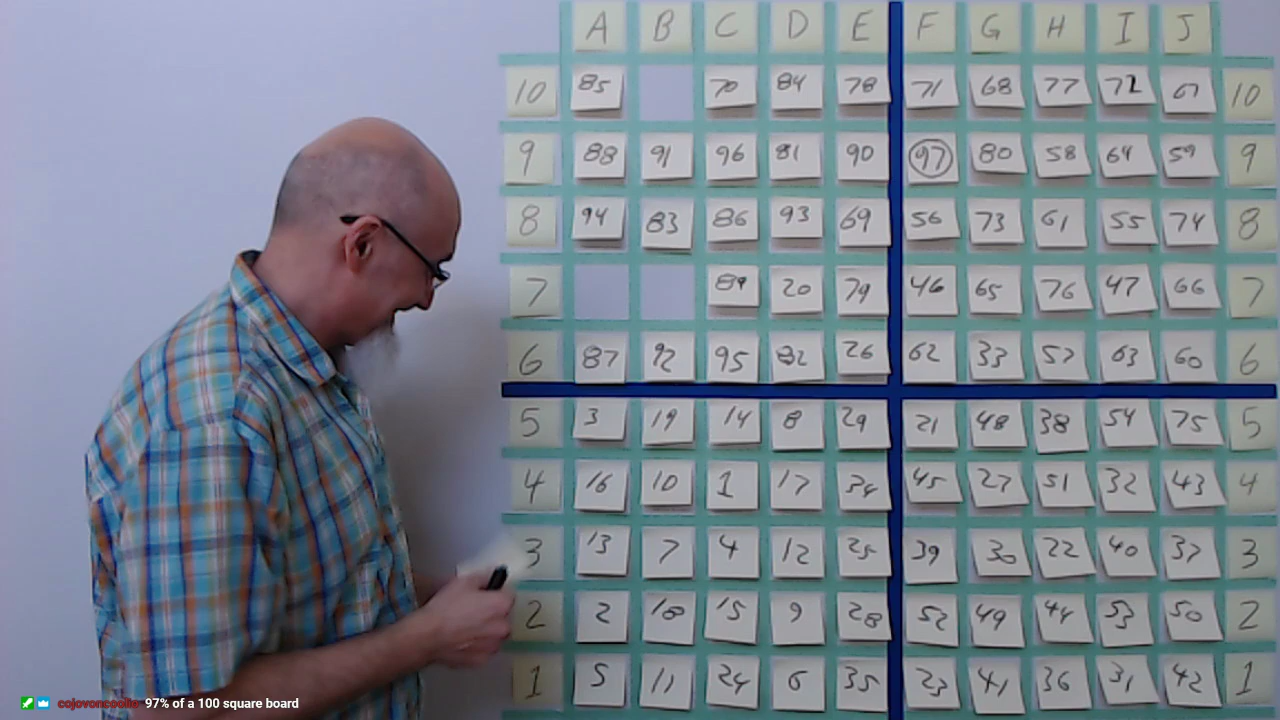 A B C D E F G H I J
10 85 70 84 78 71 68 77 72 67 10
9 88 91 96 81 90 97 80 58 64 59 9
8 94 83 86 93 69 56 73 61 55 74 8
7 89 20 79 46 65 76 47 66 7
6 87 92 95 82 26 62 33 57 63 60 6
5 3 19 14 8 29 21 48 38 54 75 5
4 16 10 1 17 34 45 27 51 32 43 4
3 13 7 4 12 25 39 30 22 40 37 3
2 2 18 15 9 28 52 49 44 53 50 2
1 5 11 24 6 35 23 41 36 31 42 1
97% of a 100 square board